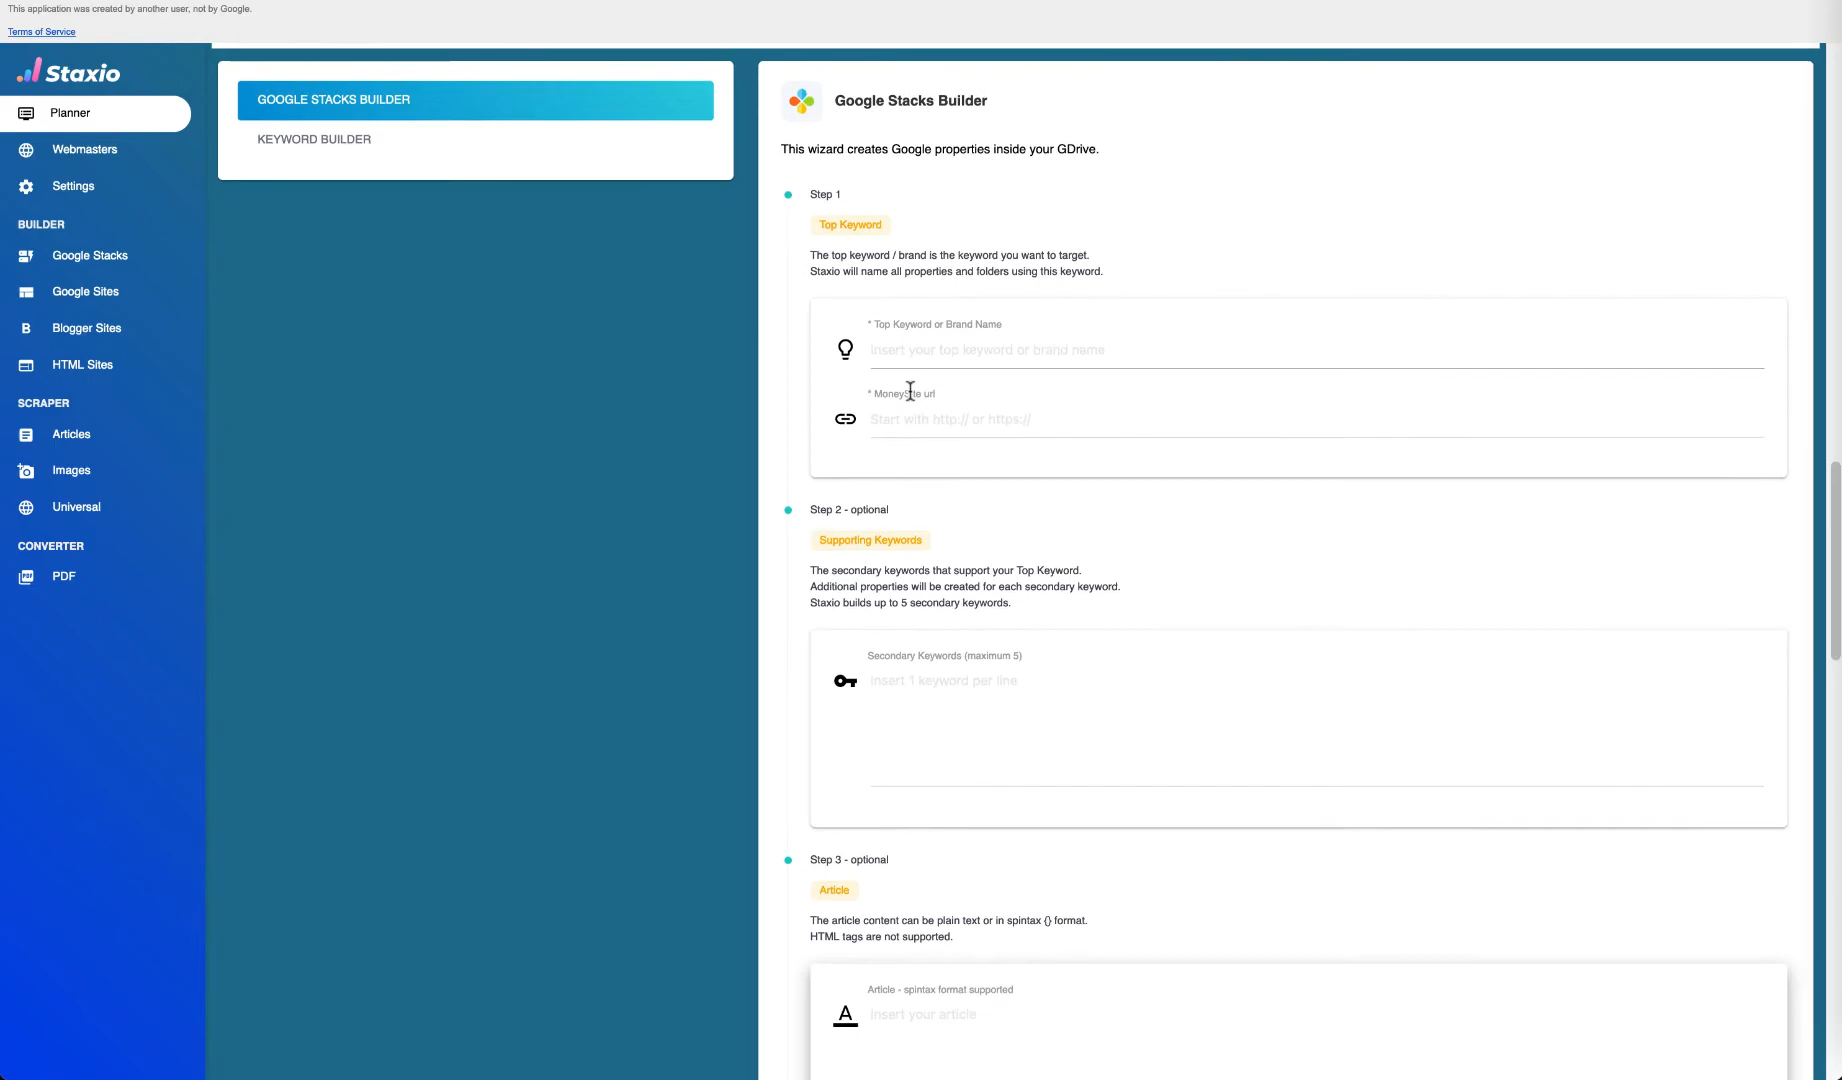 This application was created by another user, not by Google.
Terms of Service
Staxio
Planner
Webmasters
Settings
BUILDER
Google Stacks
Google Sites
B Blogger Sites
HTML Sites
SCRAPER
Articles
Images
Universal
CONVERTER
PDF PDF
GOOGLE STACKS BUILDER
KEYWORD BUILDER
Google Stacks Builder
This wizard creates Google properties inside your GDrive.
Step 1
Top Keyword
The top keyword / brand is the keyword you want to target.
Staxio will name all properties and folders using this keyword.
* Top Keyword or Brand Name
Insert your top keyword or brand name
* MoneySite url
Start with http:// or https://
Step 2 - optional
Supporting Keywords
The secondary keywords that support your Top Keyword.
Additional properties will be created for each secondary keyword.
Staxio builds up to 5 secondary keywords.
Secondary Keywords (maximum 5)
Insert 1 keyword per line
Step 3 - optional
Article
The article content can be plain text or in spintax {} format.
HTML tags are not supported.
Article - spintax format supported
A Insert your article